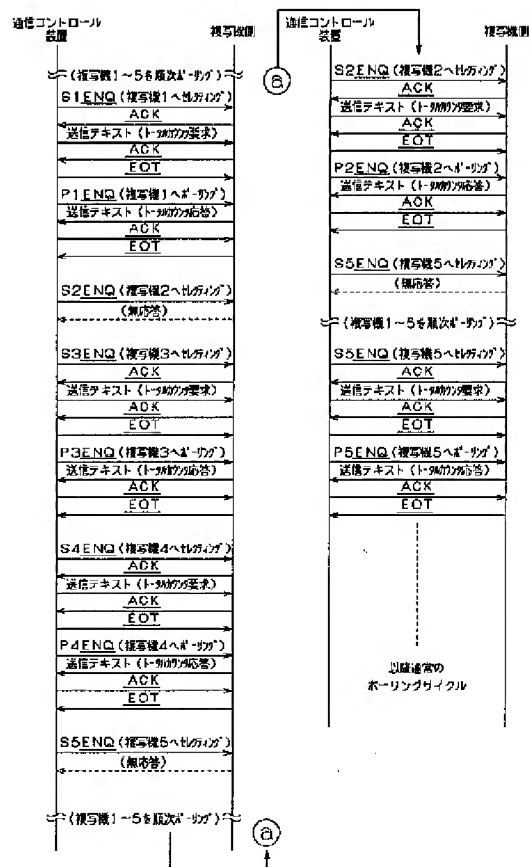 通信コントロール
装置
複写機側
(複写機1～5を順次ﾎﾟｰﾘﾝｸﾞ)
S1ENQ(複写機1へｾﾚｸﾃｨﾝｸﾞ)
ACK
送信テキスト(ﾄｰﾀﾙｶｳﾝﾀ要求)
ACK
EOT
P1ENQ(複写機1へﾎﾟｰﾘﾝｸﾞ)
送信テキスト(ﾄｰﾀﾙｶｳﾝﾀ応答)
ACK
EOT
S2ENQ(複写機2へｾﾚｸﾃｨﾝｸﾞ)
(無応答)
S3ENQ(複写機3へｾﾚｸﾃｨﾝｸﾞ)
ACK
送信テキスト(ﾄｰﾀﾙｶｳﾝﾀ要求)
ACK
EOT
P3ENQ(複写機3へﾎﾟｰﾘﾝｸﾞ)
送信テキスト(ﾄｰﾀﾙｶｳﾝﾀ応答)
ACK
EOT
S4ENQ(複写機4へｾﾚｸﾃｨﾝｸﾞ)
ACK
送信テキスト(ﾄｰﾀﾙｶｳﾝﾀ要求)
ACK
EOT
P4ENQ(複写機4へﾎﾟｰﾘﾝｸﾞ)
送信テキスト(ﾄｰﾀﾙｶｳﾝﾀ応答)
ACK
EOT
S5ENQ(複写機5へｾﾚｸﾃｨﾝｸﾞ)
(無応答)
(複写機1～5を順次ﾎﾟｰﾘﾝｸﾞ)
ⓐ
ⓐ
通信コントロール
装置
複写機側
S2ENQ(複写機2へｾﾚｸﾃｨﾝｸﾞ)
ACK
送信テキスト(ﾄｰﾀﾙｶｳﾝﾀ要求)
ACK
EOT
P2ENQ(複写機2へﾎﾟｰﾘﾝｸﾞ)
送信テキスト(ﾄｰﾀﾙｶｳﾝﾀ応答)
ACK
EOT
S5ENQ(複写機5へｾﾚｸﾃｨﾝｸﾞ)
(無応答)
(複写機1～5を順次ﾎﾟｰﾘﾝｸﾞ)
S5ENQ(複写機5へｾﾚｸﾃｨﾝｸﾞ)
ACK
送信テキスト(ﾄｰﾀﾙｶｳﾝﾀ要求)
ACK
EOT
P5ENQ(複写機5へﾎﾟｰﾘﾝｸﾞ)
送信テキスト(ﾄｰﾀﾙｶｳﾝﾀ応答)
ACK
EOT
以降通常の
ポーリングサイクル